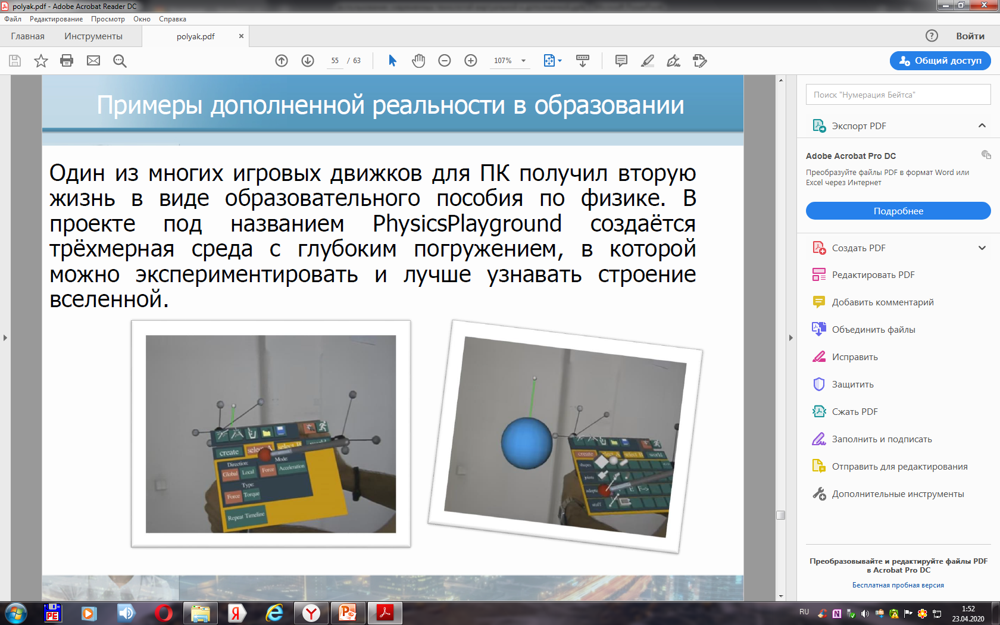 polyak.pdf - Adobe Acrobat Reader DC
Файл Редактирование Просмотр Окно Справка
Главная Инструменты polyak.pdf × ? Войти
55 / 63 107% Общий доступ
Примеры дополненной реальности в образовании
Один из многих игровых движков для ПК получил вторую
жизнь в виде образовательного пособия по физике. В
проекте под названием PhysicsPlayground создаётся
трёхмерная среда с глубоким погружением, в которой
можно экспериментировать и лучше узнавать строение
вселенной.
create select A select B world
Direction: Mode:
Global Local Force Acceleration
Type:
Force Torque
Repeat Timeline
create select A select B world
shapes
joints
stuff
Поиск "Нумерация Бейтса"
Экспорт PDF
Adobe Acrobat Pro DC
Преобразуйте файлы PDF в формат Word или
Excel через Интернет
Подробнее
Создать PDF
Редактировать PDF
Добавить комментарий
Объединить файлы
Исправить
Защитить
Сжать PDF
Заполнить и подписать
Отправить для редактирования
Дополнительные инструменты
Преобразовывайте и редактируйте файлы PDF
в Acrobat Pro DC
Бесплатная пробная версия
PE Я e Y P RU N 1:52
23.04.2020